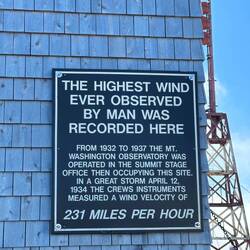 THE HIGHEST WIND
EVER OBSERVED
BY MAN WAS
RECORDED HERE
FROM 1932 TO 1937 THE MT.
WASHINGTON OBSERVATORY WAS
OPERATED IN THE SUMMIT STAGE
OFFICE THEN OCCUPYING THIS SITE.
IN A GREAT STORM APRIL 12,
1934 THE CREWS INSTRUMENTS
MEASURED A WIND VELOCITY OF
231 MILES PER HOUR